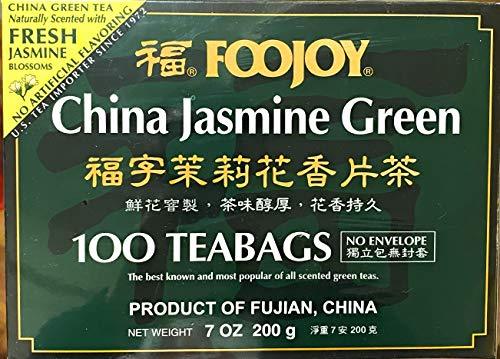 CHINA GREEN TEA
Naturally Scented with
FRESH
JASMINE
BLOSSOMS
NO ARTIFICIAL FLAVORING
U.S. TEA IMPORTER SINCE 1972
福® FOOJOY®
China Jasmine Green
福字茉莉花香片茶
鮮花窨製，茶味醇厚，花香持久
100 TEABAGS
NO ENVELOPE
獨立包無封套
The best known and most popular of all scented green teas.
PRODUCT OF FUJIAN, CHINA
NET WEIGHT 7 OZ 200 g 淨重 7 安 200 克